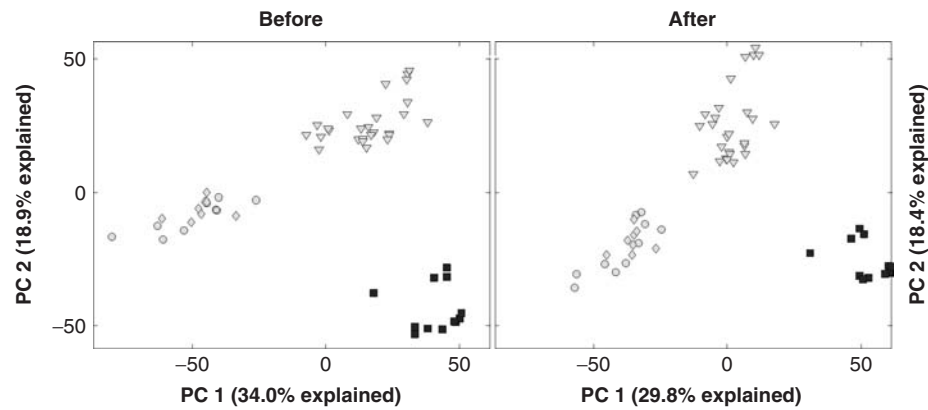 Before
After
PC 2 (18.9% explained)
50
0
−50
−50
0
50
PC 1 (34.0% explained)
−50
0
50
PC 1 (29.8% explained)
PC 2 (18.4% explained)